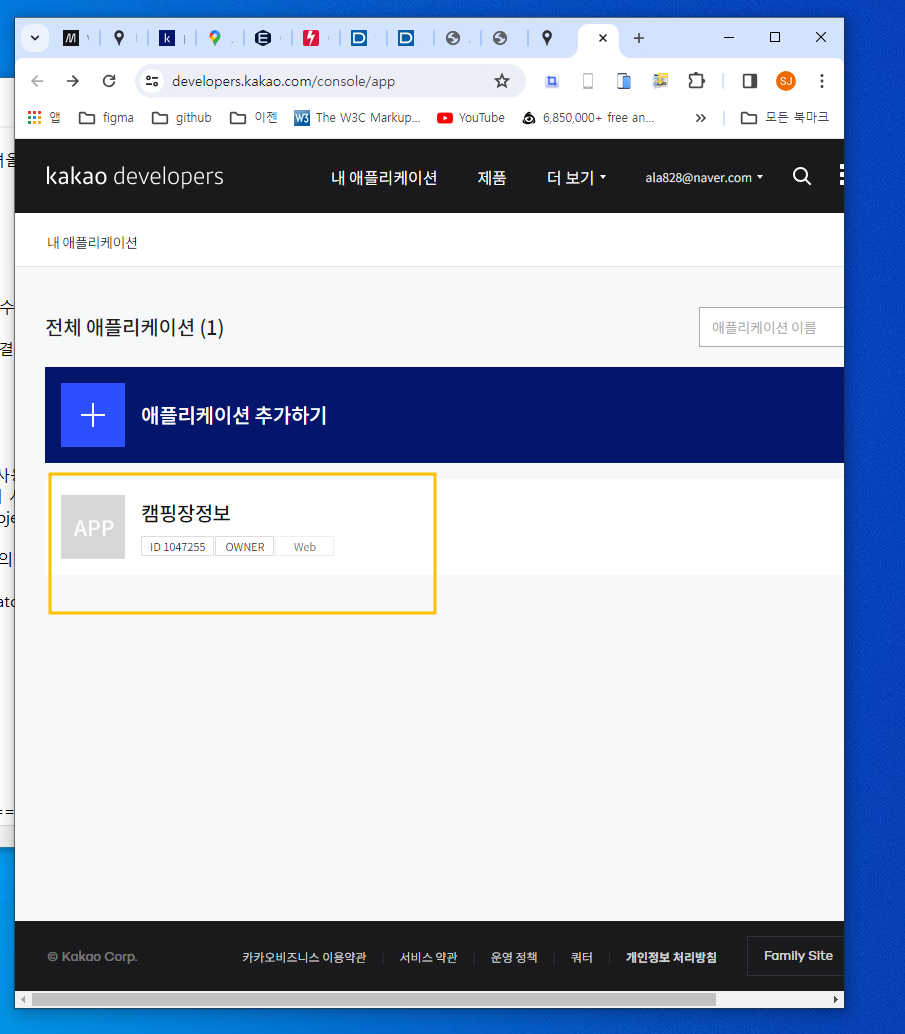 developers.kakao.com/console/app
SJ
앱 figma github 이젠 The W3C Markup... YouTube 6,850,000+ free an... 모든 북마크
kakao developers 내 애플리케이션 제품 더 보기 ala828@naver.com
내 애플리케이션
전체 애플리케이션 (1)
애플리케이션 이름
애플리케이션 추가하기
APP
캠핑장정보
ID 1047255 OWNER Web
© Kakao Corp. 카카오비즈니스 이용약관 서비스 약관 운영 정책 쿼터 개인정보 처리방침 Family Site